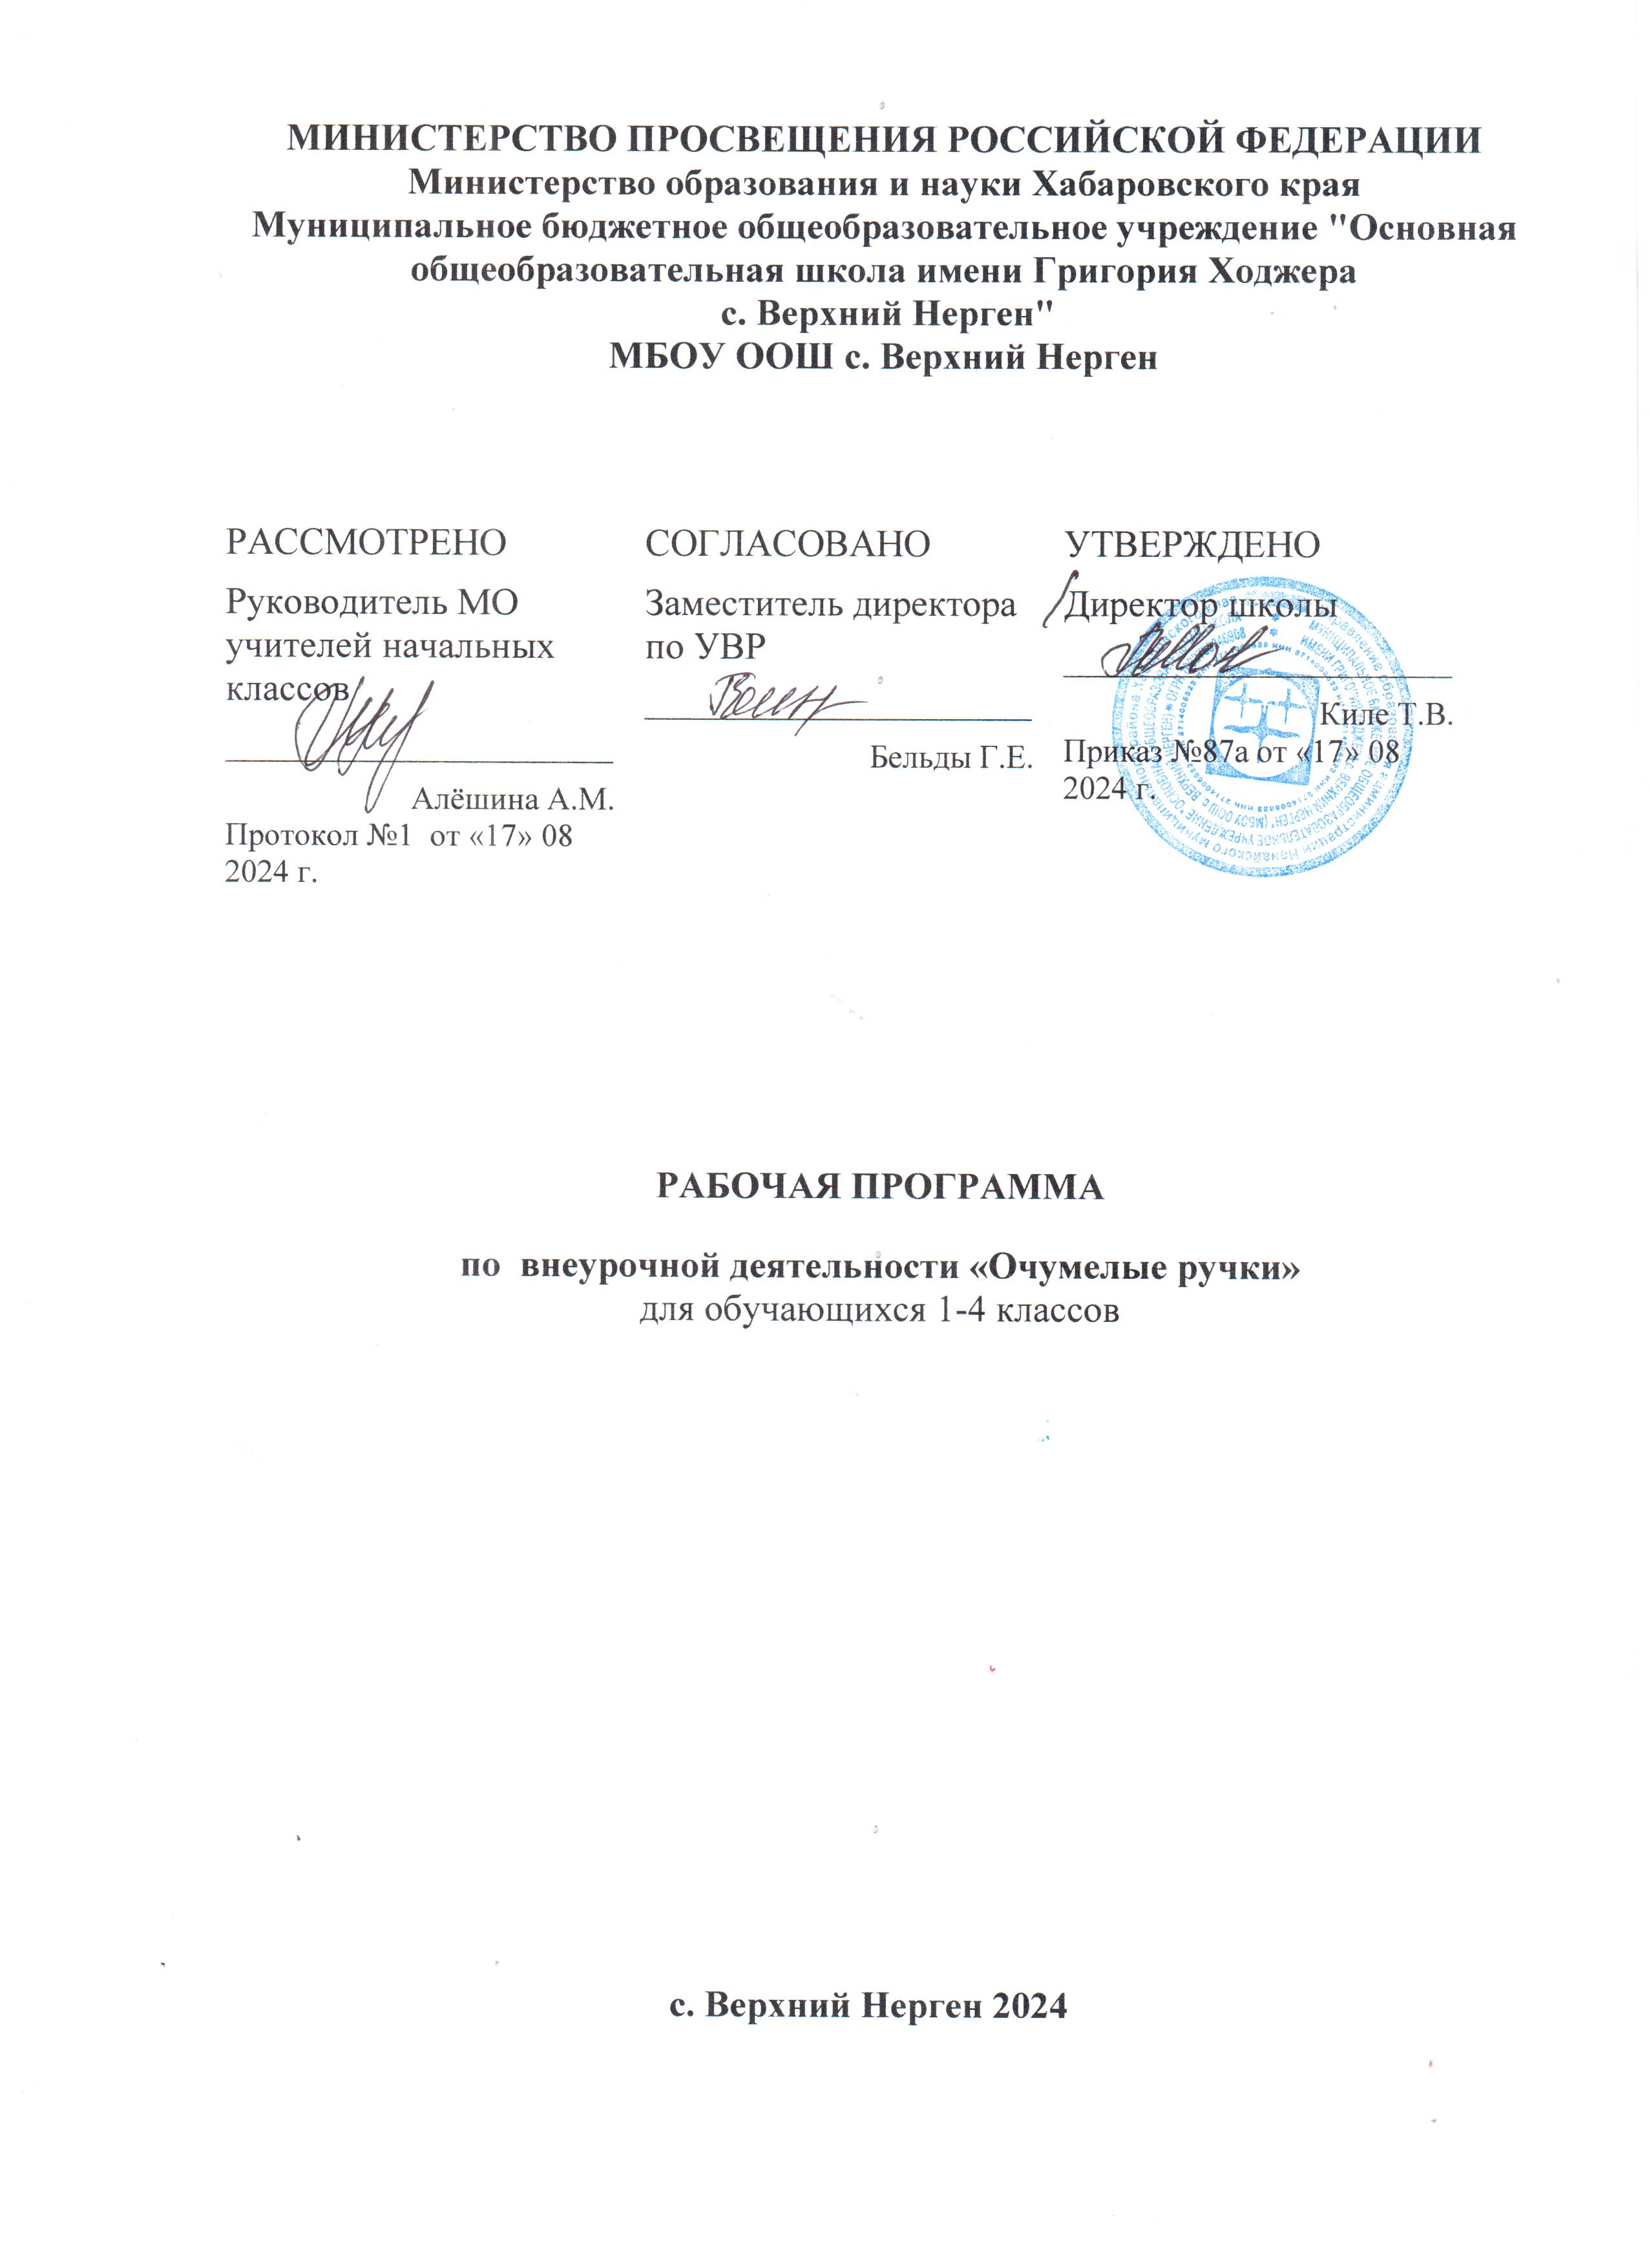 МИНИСТЕРСТВО ПРОСВЕЩЕНИЯ РОССИЙСКОЙ ФЕДЕРАЦИИ
Министерство образования и науки Хабаровского края
Муниципальное бюджетное общеобразовательное учреждение "Основная
общеобразовательная школа имени Григория Ходжера
с. Верхний Нерген"
МБОУ ООШ с. Верхний Нерген
РАССМОТРЕНО
Руководитель МО
учителей начальных
классов
Алёшина А.М.
Протокол №1 от «17» 08
2024 г.
СОГЛАСОВАНО
Заместитель директора
по УВР
Бельды Г.Е.
УТВЕРЖДЕНО
Директор школы
Киле Т.В.
Приказ №87а от «17» 08
2024 г.
РАБОЧАЯ ПРОГРАММА
по внеурочной деятельности «Очумелые ручки»
для обучающихся 1-4 классов
с. Верхний Нерген 2024